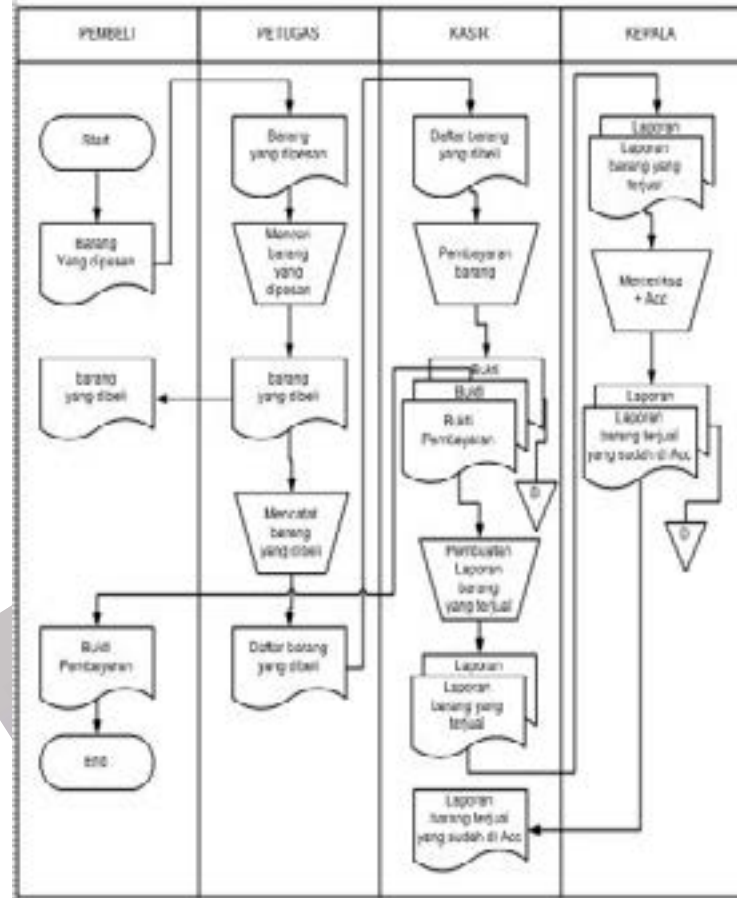 PEMBELI
PETUGAS
KASIR
KEPALA
Start
Barang
Yang dipesan
barang
yang dibeli
Bukti
Pembayaran
End
Barang
yang dipesan
Mencari
barang
yang
dipesan
barang
yang dibeli
Mencatat
barang
yang dibeli
Daftar barang
yang dibeli
Daftar barang
yang dibeli
Pembayaran
barang
Bukti
Bukti
Bukti
Pembayaran
D
Pembuatan
Laporan
barang
yang terjual
Laporan
Laporan
barang yang
terjual
Laporan
barang terjual
yang sudah di Acc
Laporan
Laporan
barang yang
terjual
Memeriksa
+ Acc
Laporan
Laporan
barang terjual
yang sudah di Acc
D